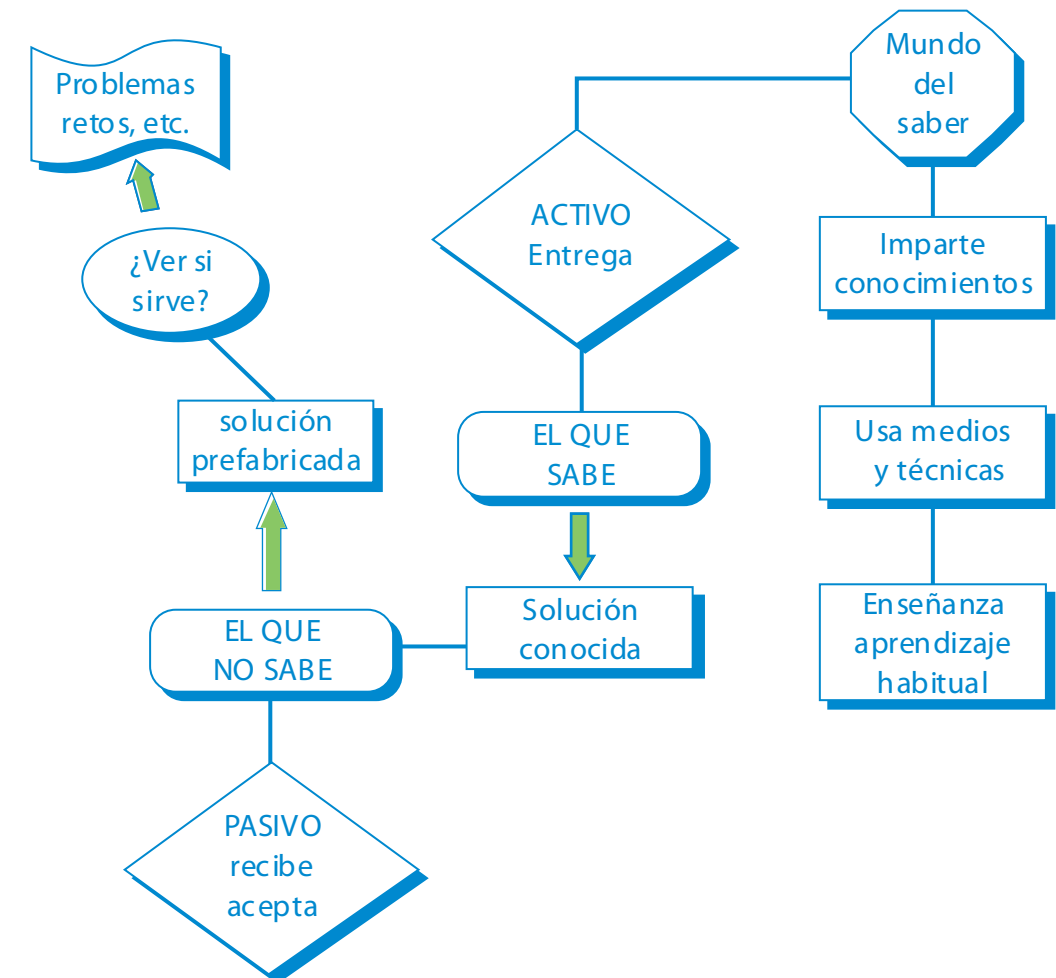 Problemas
retos, etc.
¿Ver si
sirve?
solución
prefabricada
EL QUE
NO SABE
PASIVO
recibe
acepta
ACTIVO
Entrega
EL QUE
SABE
Solución
conocida
Mundo
del
saber
Imparte
conocimientos
Usa medios
y técnicas
Enseñanza
aprendizaje
habitual